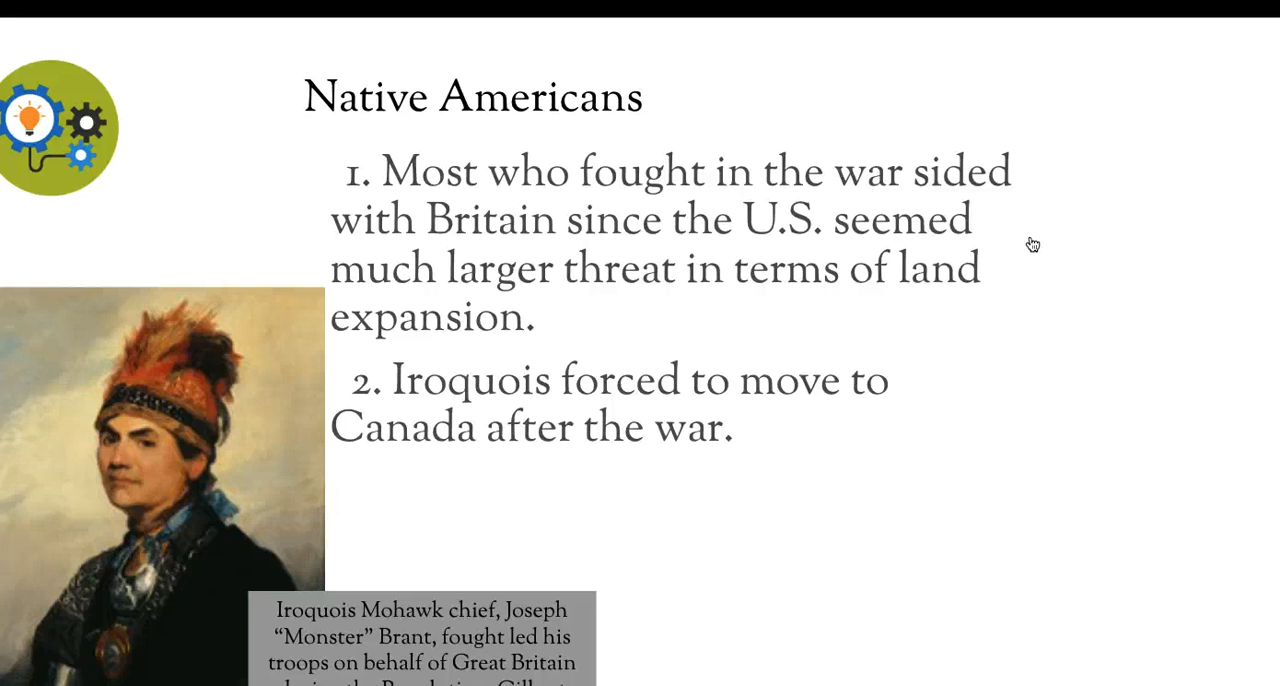 Native Americans
1. Most who fought in the war sided
with Britain since the U.S. seemed
much larger threat in terms of land
expansion.
2. Iroquois forced to move to
Canada after the war.
Iroquois Mohawk chief, Joseph
“Monster” Brant, fought led his
troops on behalf of Great Britain